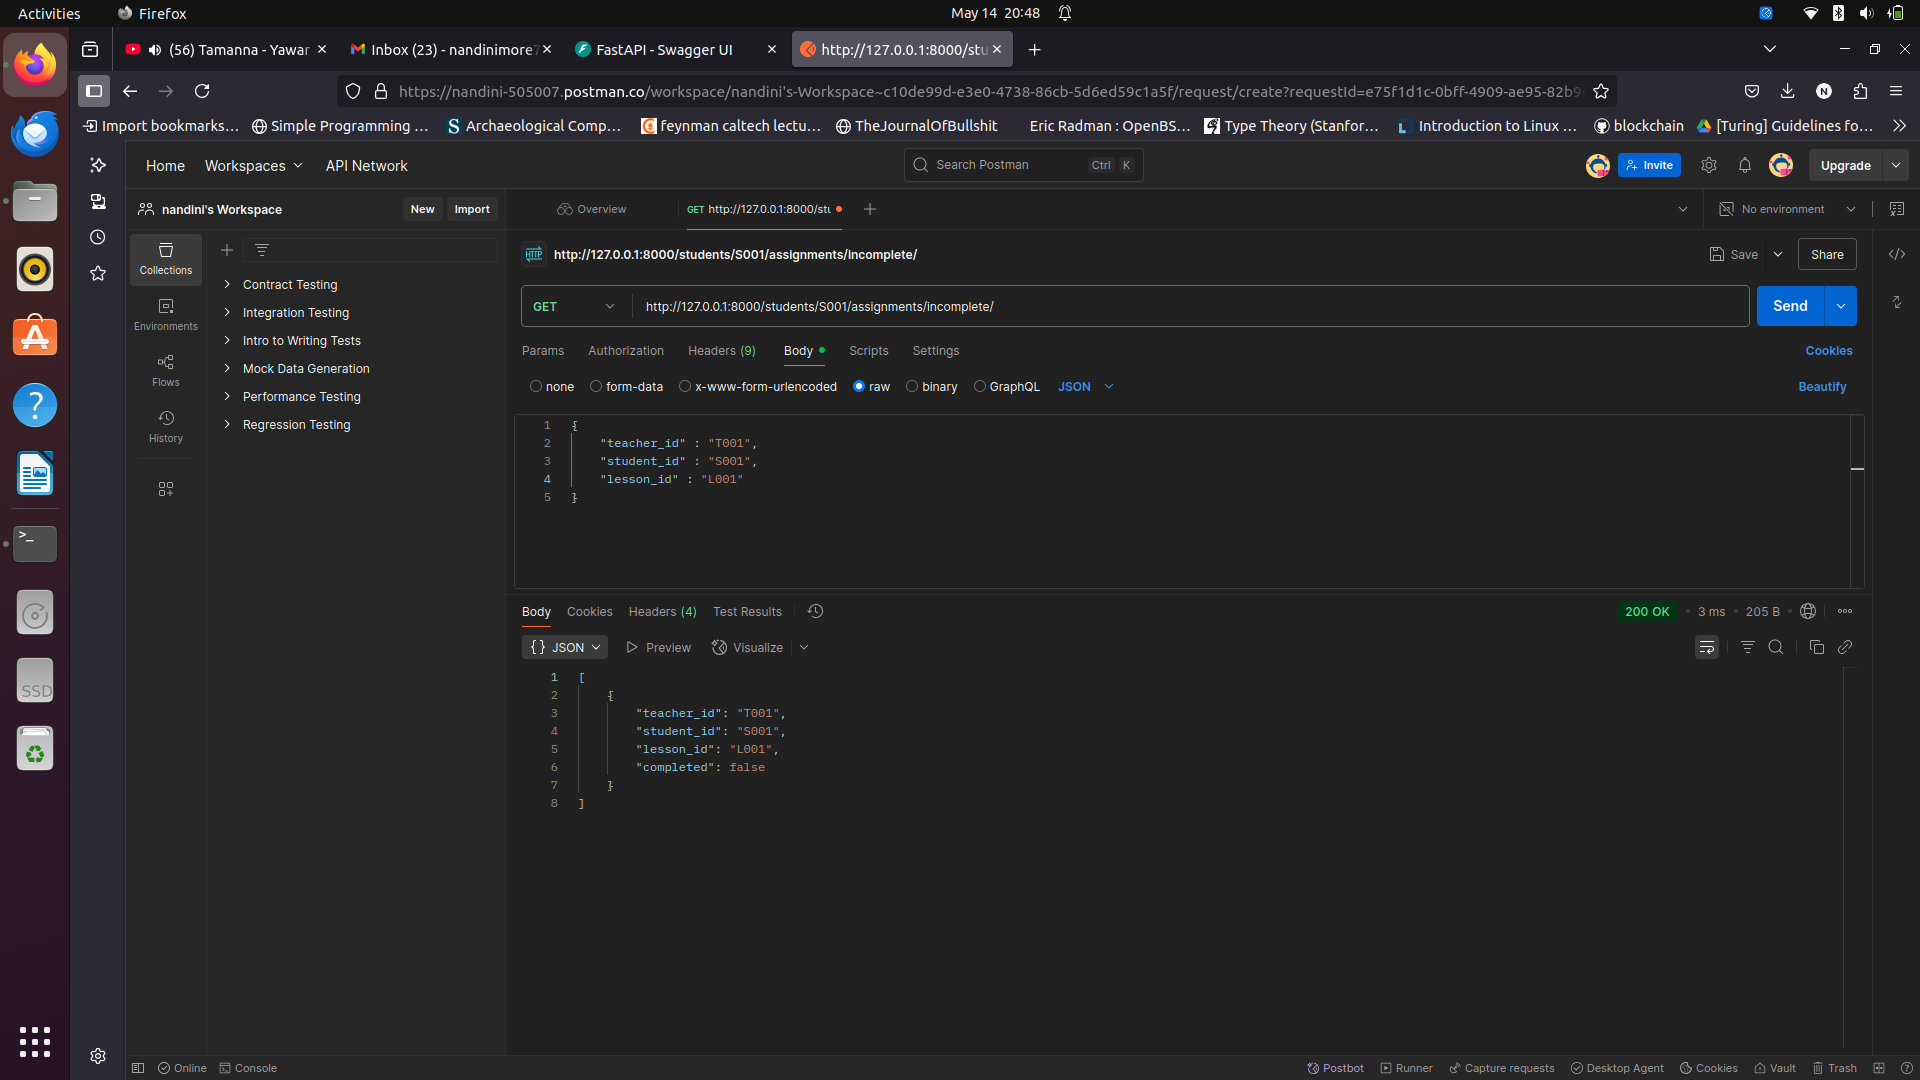 Activities Firefox May 14 20:48
(56) Tamanna - Yawar Inbox (23) - nandinimore7 FastAPI - Swagger UI http://127.0.0.1:8000/stu
https://nandini-505007.postman.co/workspace/nandini's-Workspace~c10de99d-e3e0-4738-86cb-5d6ed59c1a5f/request/create?requestId=e75f1d1c-0bff-4909-ae95-82b9
Import bookmarks… Simple Programming … Archaeological Comp… feynman caltech lectu… TheJournalOfBullshit Eric Radman : OpenBS… Type Theory (Stanfor… Introduction to Linux … blockchain [Turing] Guidelines fo…
Home Workspaces API Network Search Postman Ctrl K Invite Upgrade
nandini's Workspace New Import Overview GET http://127.0.0.1:8000/stu No environment
Collections
Environments
Flows
History
Contract Testing
Integration Testing
Intro to Writing Tests
Mock Data Generation
Performance Testing
Regression Testing
HTTP http://127.0.0.1:8000/students/S001/assignments/incomplete/ Save Share
GET http://127.0.0.1:8000/students/S001/assignments/incomplete/ Send
Params Authorization Headers (9) Body Scripts Settings Cookies
none form-data x-www-form-urlencoded raw binary GraphQL JSON Beautify
1 {
2 "teacher_id" : "T001",
3 "student_id" : "S001",
4 "lesson_id" : "L001"
5 }
Body Cookies Headers (4) Test Results 200 OK 3 ms 205 B
{} JSON Preview Visualize
1 [
2 {
3 "teacher_id": "T001",
4 "student_id": "S001",
5 "lesson_id": "L001",
6 "completed": false
7 }
8 ]
SSD
Online Console Postbot Runner Capture requests Desktop Agent Cookies Vault Trash